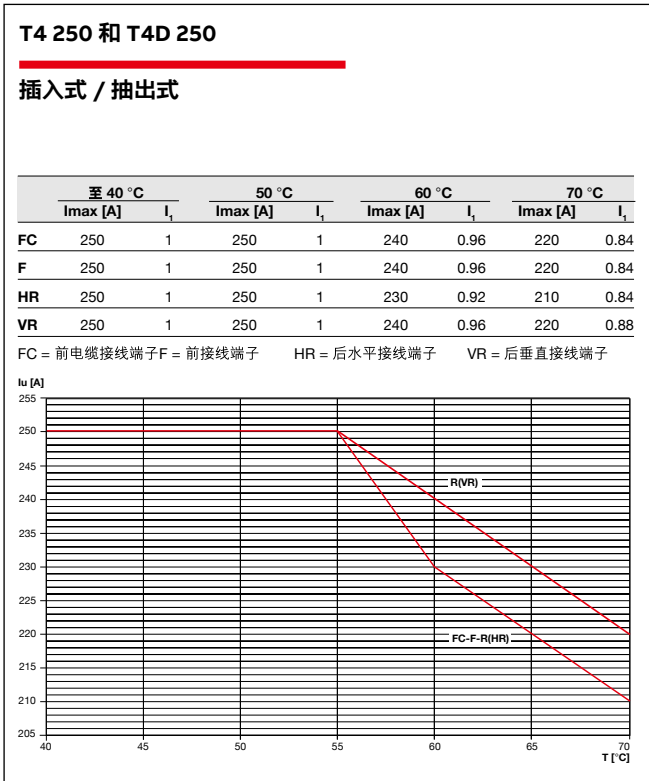 T4 250 和 T4D 250
插入式 / 抽出式
至 40 °C 50 °C 60 °C 70 °C
Imax [A] I1 Imax [A] I1 Imax [A] I1 Imax [A] I1
FC 250 1 250 1 240 0.96 220 0.84
F 250 1 250 1 240 0.96 220 0.84
HR 250 1 250 1 230 0.92 210 0.84
VR 250 1 250 1 240 0.96 220 0.88
FC = 前电缆接线端子F = 前接线端子 HR = 后水平接线端子 VR = 后垂直接线端子
Iu [A]
255
250
245
R(VR)
240
235
230
225
220
FC-F-R(HR)
215
210
205
40 45 50 55 60 65 70
T [°C]